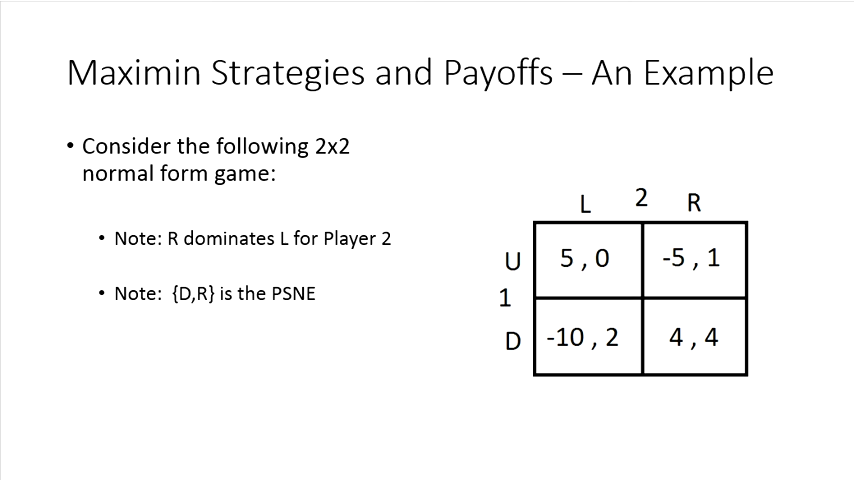 Maximin Strategies and Payoffs – An Example
• Consider the following 2x2
normal form game:
• Note: R dominates L for Player 2
• Note: {D,R} is the PSNE
L 2 R
U 5 , 0 -5 , 1
1
D -10 , 2 4 , 4